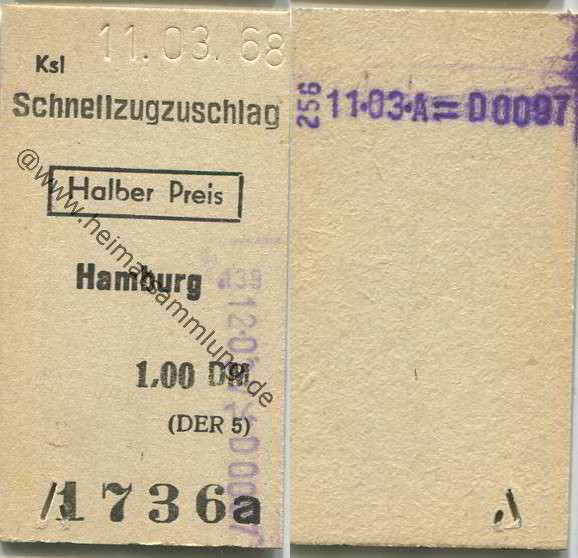 11.03.68
Ksl
Schnellzugzuschlag
Halber Preis
Hamburg
1,00 DM
(DER 5)
1736a
@www.heimatsammlung.de
256 11·03·A= D0097